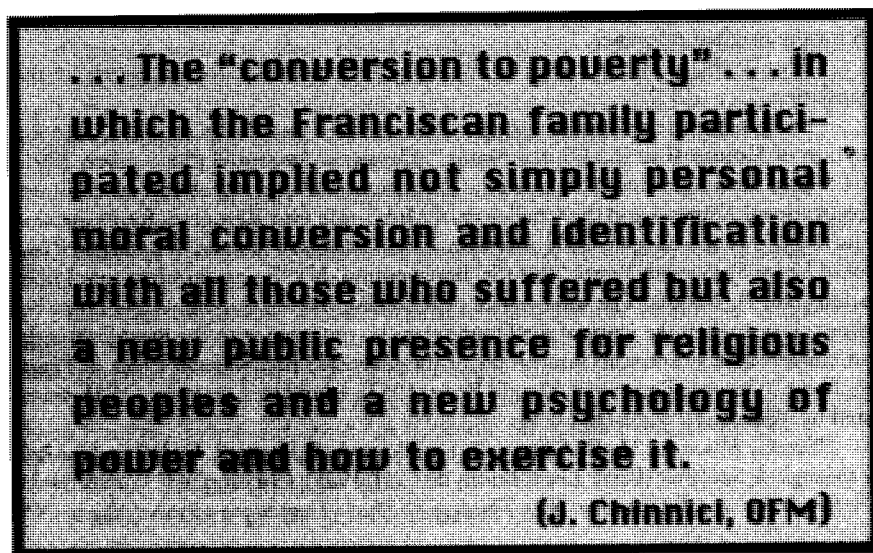 . . . The "conversion to poverty" . . . in
which the Franciscan family partici-
pated implied not simply personal
moral conversion and identification
with all those who suffered but also
a new public presence for religious
peoples and a new psychology of
power and how to exercise it.
(J. Chinnici, OFM)